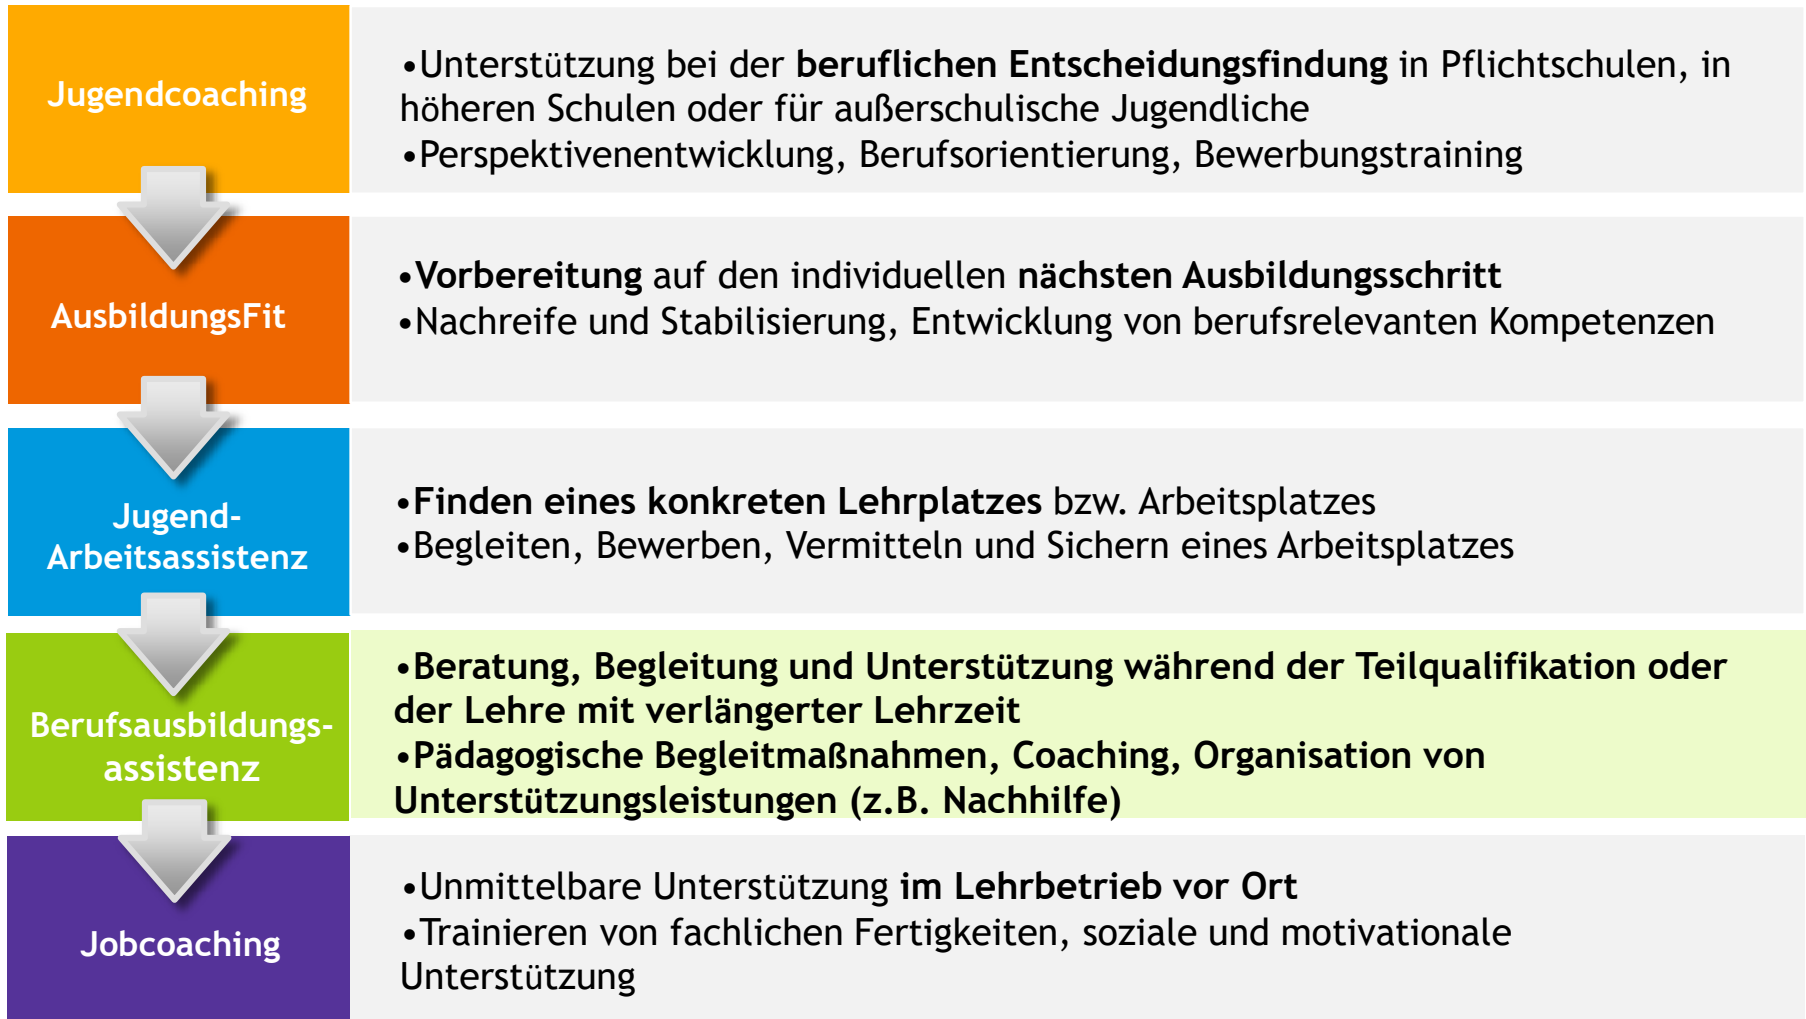 Jugendcoaching
•Unterstützung bei der beruflichen Entscheidungsfindung in Pflichtschulen, in
höheren Schulen oder für außerschulische Jugendliche
•Perspektivenentwicklung, Berufsorientierung, Bewerbungstraining
AusbildungsFit
•Vorbereitung auf den individuellen nächsten Ausbildungsschritt
•Nachreife und Stabilisierung, Entwicklung von berufsrelevanten Kompetenzen
Jugend-
Arbeitsassistenz
•Finden eines konkreten Lehrplatzes bzw. Arbeitsplatzes
•Begleiten, Bewerben, Vermitteln und Sichern eines Arbeitsplatzes
Berufsausbildungs-
assistenz
•Beratung, Begleitung und Unterstützung während der Teilqualifikation oder
der Lehre mit verlängerter Lehrzeit
•Pädagogische Begleitmaßnahmen, Coaching, Organisation von
Unterstützungsleistungen (z.B. Nachhilfe)
Jobcoaching
•Unmittelbare Unterstützung im Lehrbetrieb vor Ort
•Trainieren von fachlichen Fertigkeiten, soziale und motivationale
Unterstützung